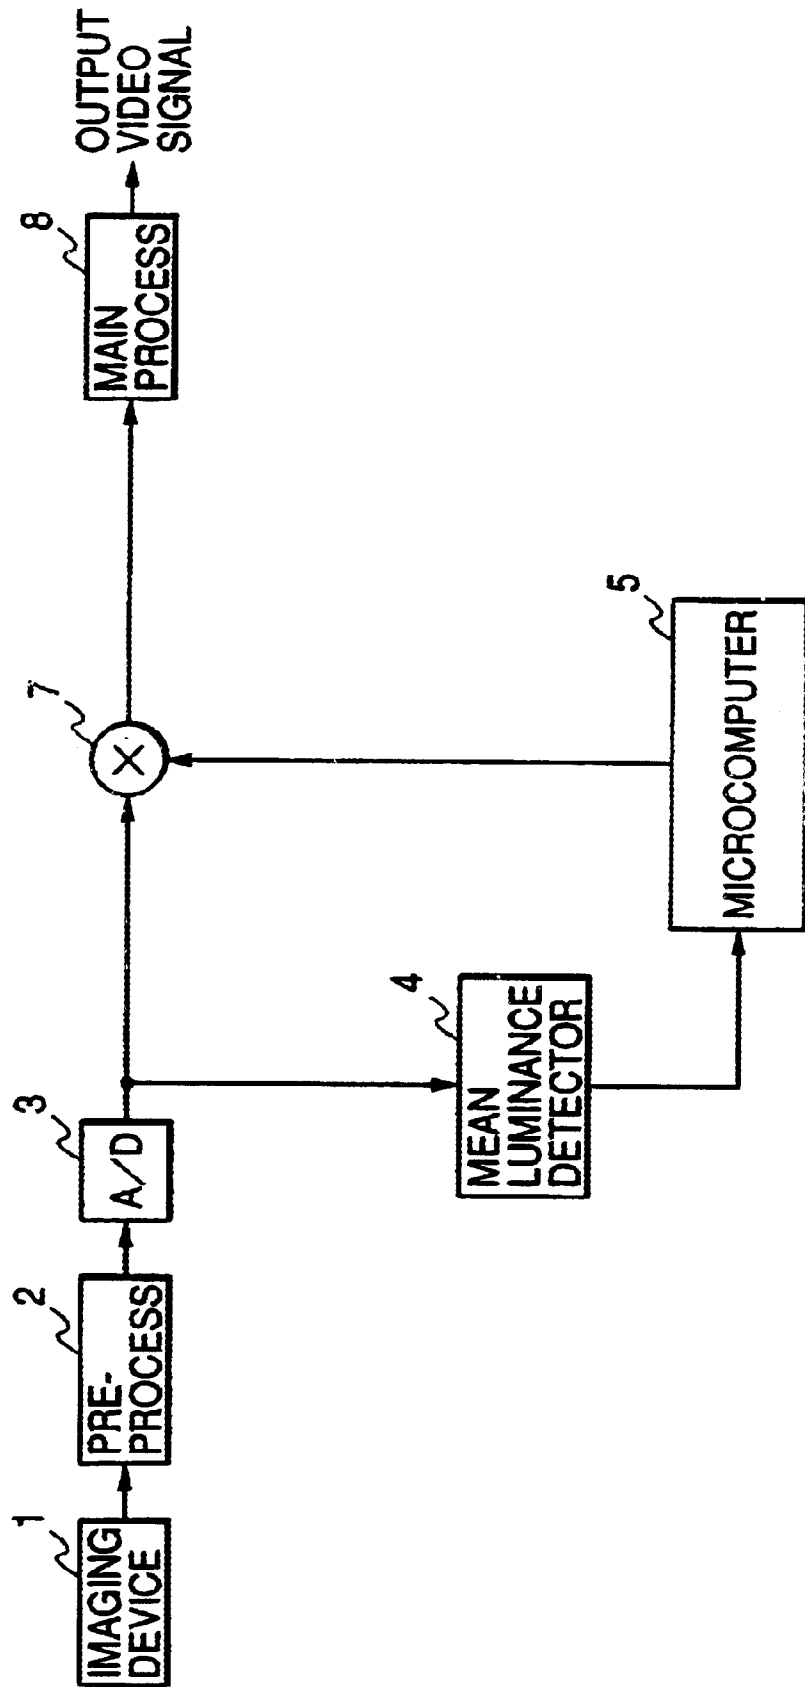 1
IMAGING
DEVICE
2
PRE-
PROCESS
3
A/D
4
MEAN
LUMINANCE
DETECTOR
5
MICROCOMPUTER
7
×
8
MAIN
PROCESS
OUTPUT
VIDEO
SIGNAL